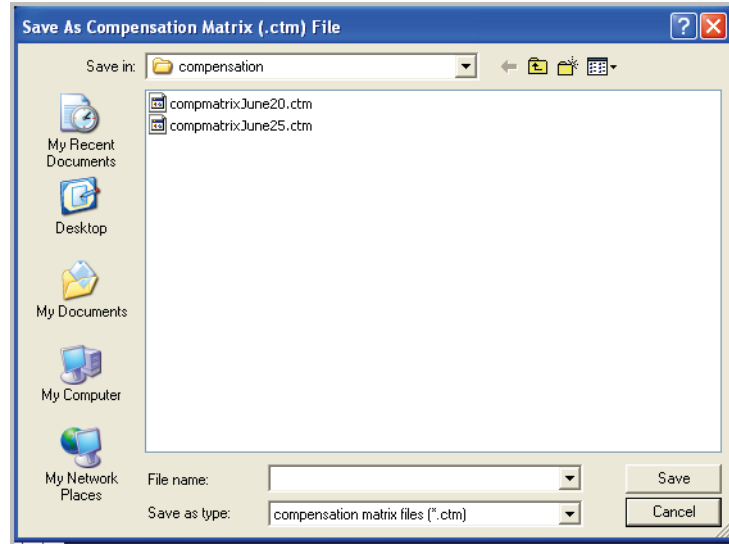 Save As Compensation Matrix (.ctm) File
Save in:
compensation
compmatrixJune20.ctm
compmatrixJune25.ctm
My Recent
Documents
Desktop
My Documents
My Computer
My Network
Places
File name:
Save
Save as type:
compensation matrix files (*.ctm)
Cancel